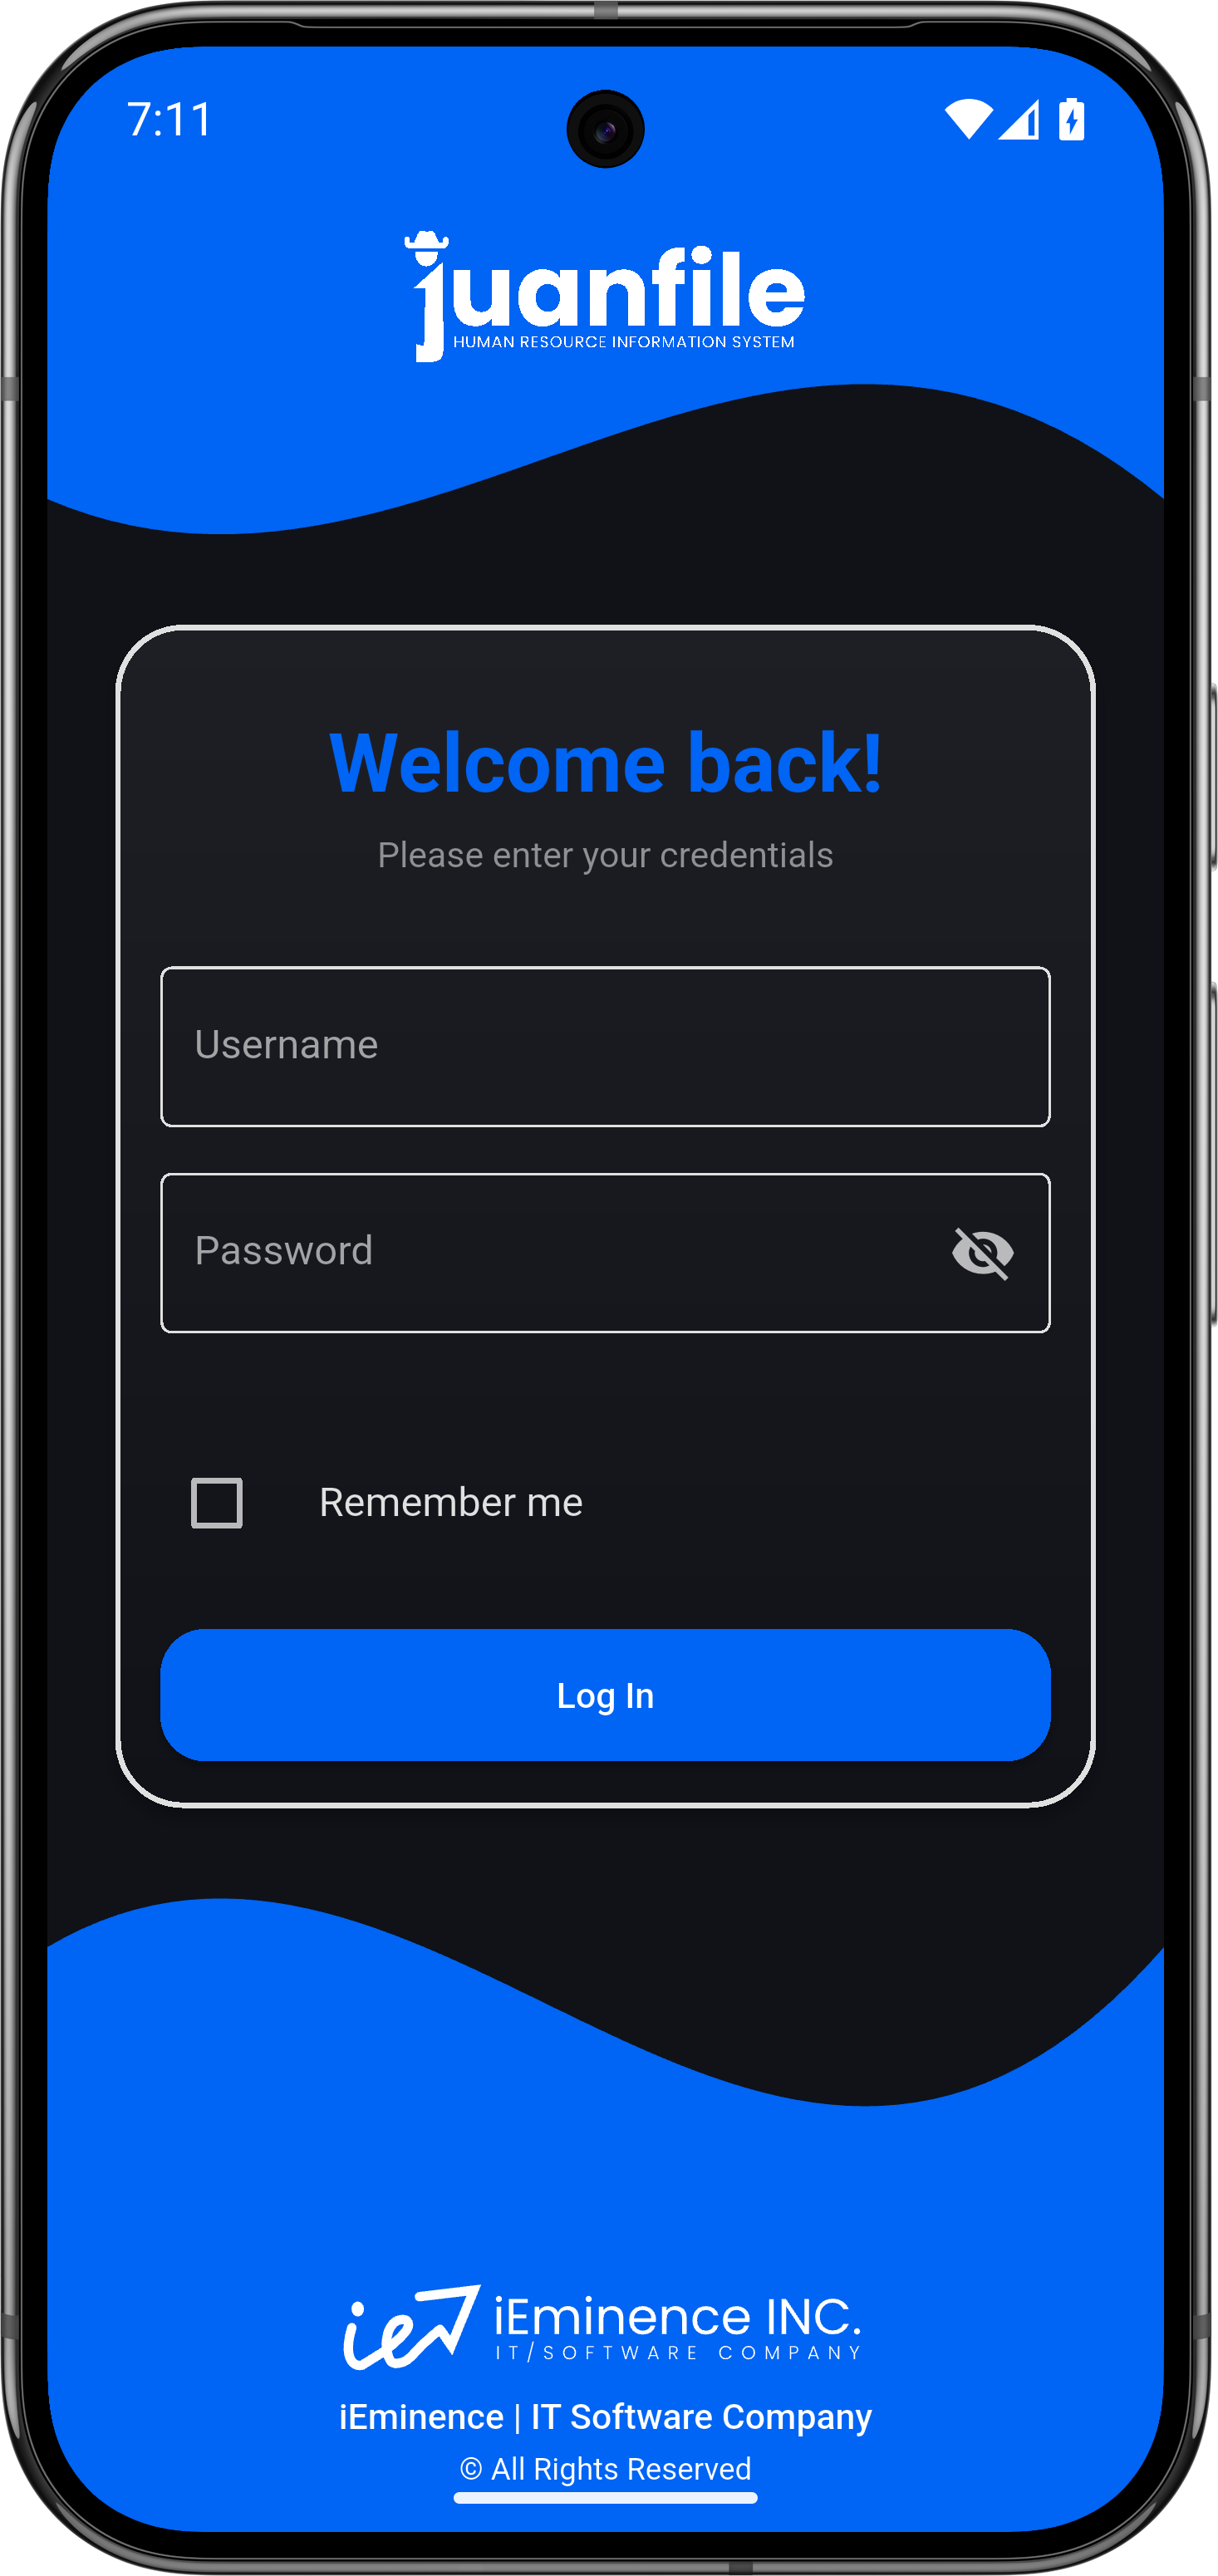 7:11
juanfile
HUMAN RESOURCE INFORMATION SYSTEM
Welcome back!
Please enter your credentials
Username
Password
Remember me
Log In
ie
iEminence INC.
IT/SOFTWARE COMPANY
iEminence | IT Software Company
© All Rights Reserved